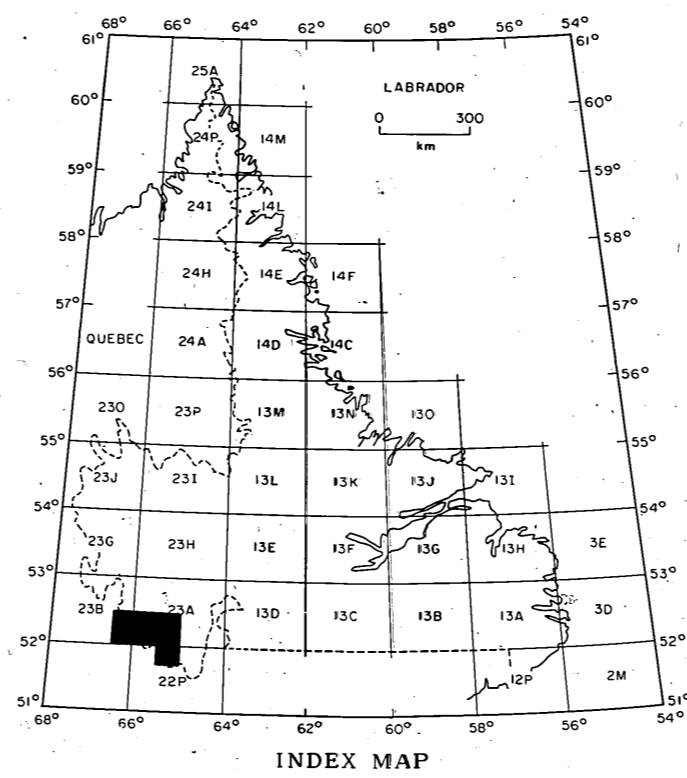 68° 66° 64° 62° 60° 58° 56° 54°
61° 61°
25A
LABRADOR
60° 60°
0 300
km
24P 14M
59° 59°
24I 14L
58° 58°
24H 14E 14F
57° 57°
QUEBEC 24A 14D 14C
56° 56°
23O 23P 13M 13N 13O
55° 55°
23J 23I 13L 13K 13J 13I
54° 54°
23G 23H 13E 13F 13G 13H 3E
53° 53°
23B 23A 13D 13C 13B 13A 3D
52° 52°
22P 12P 2M
51° 51°
68° 66° 64° 62° 60° 58° 56° 54°
INDEX MAP